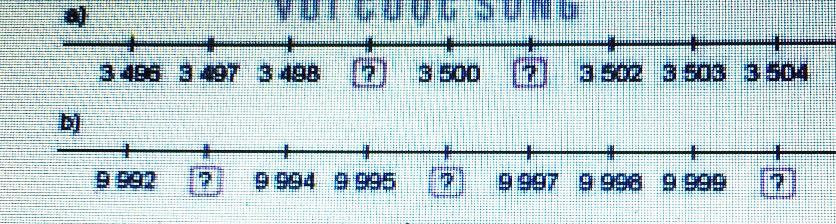 a)
3 496 3 497 3 498 ? 3 500 ? 3 502 3 503 3 504
b)
9 992 ? 9 994 9 995 ? 9 997 9 998 9 999 ?